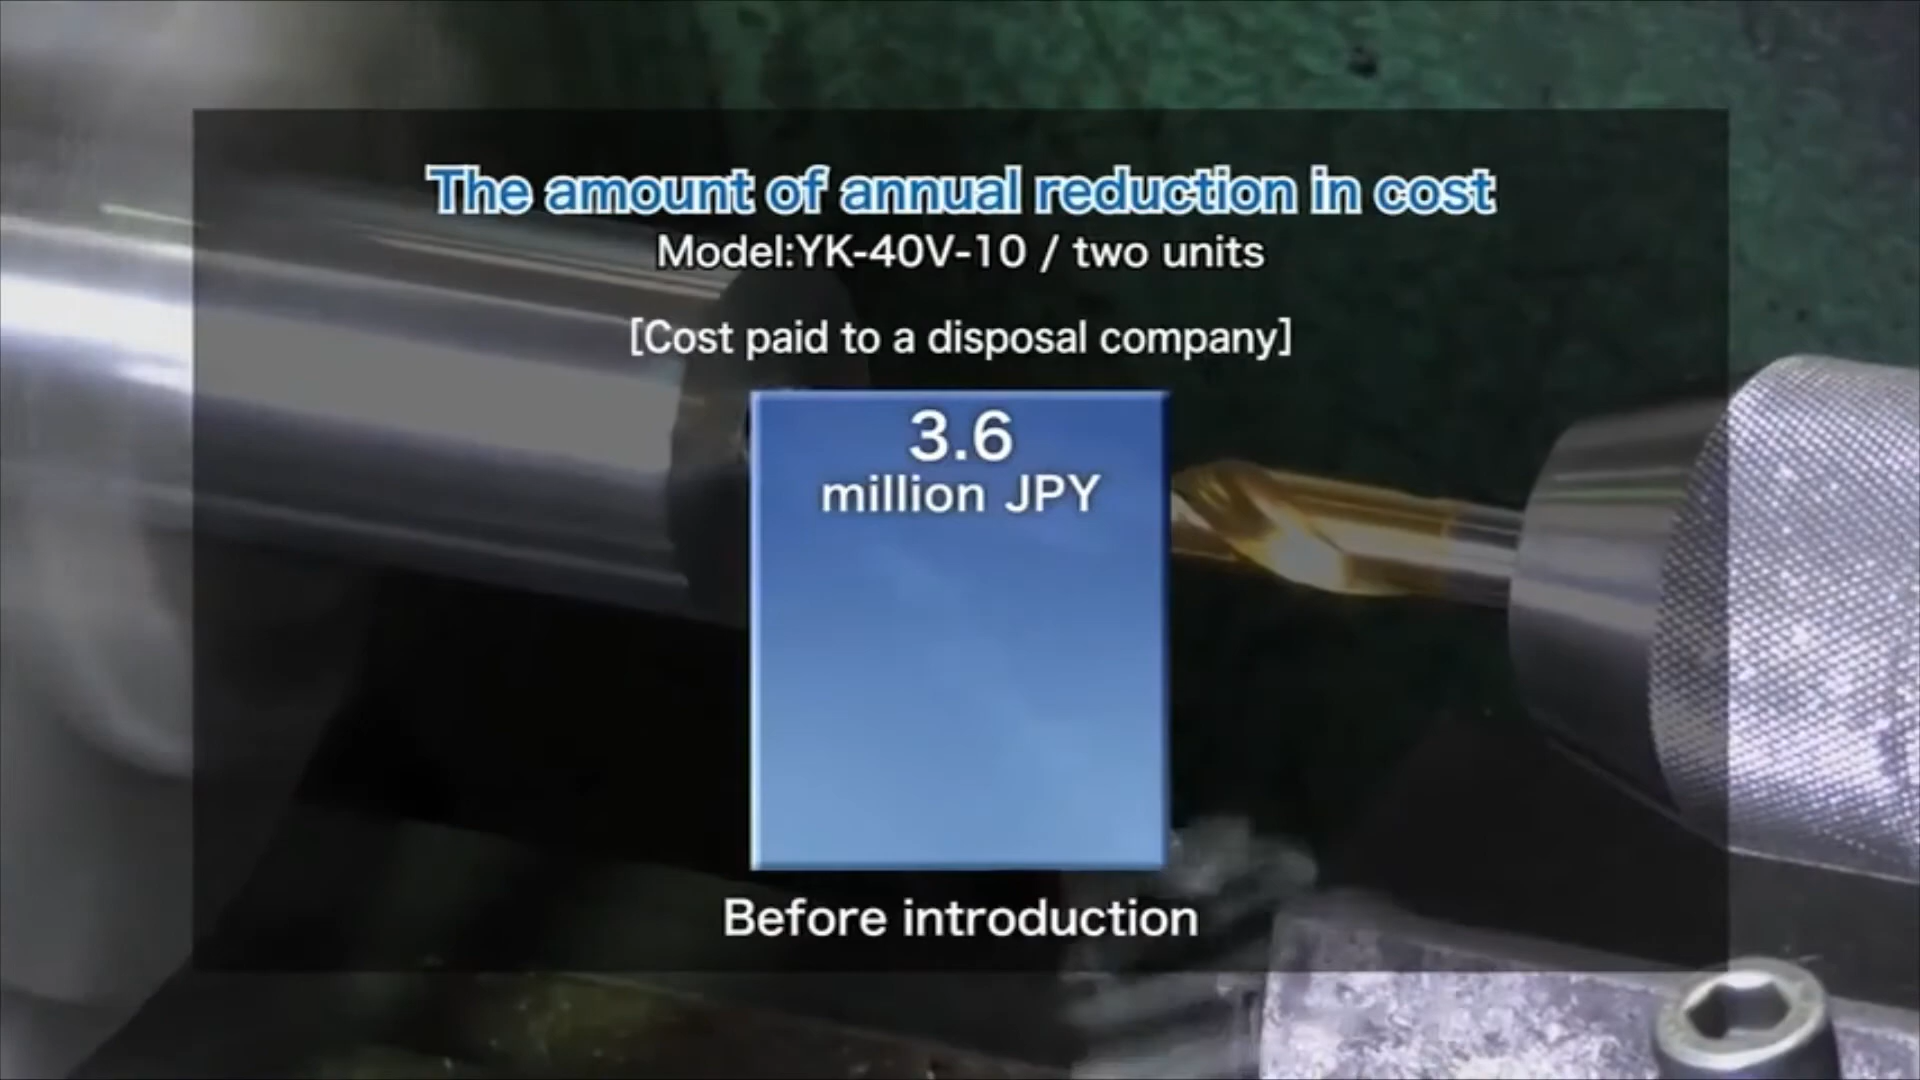 The amount of annual reduction in cost
Model:YK-40V-10 / two units
[Cost paid to a disposal company]
3.6
million JPY
Before introduction